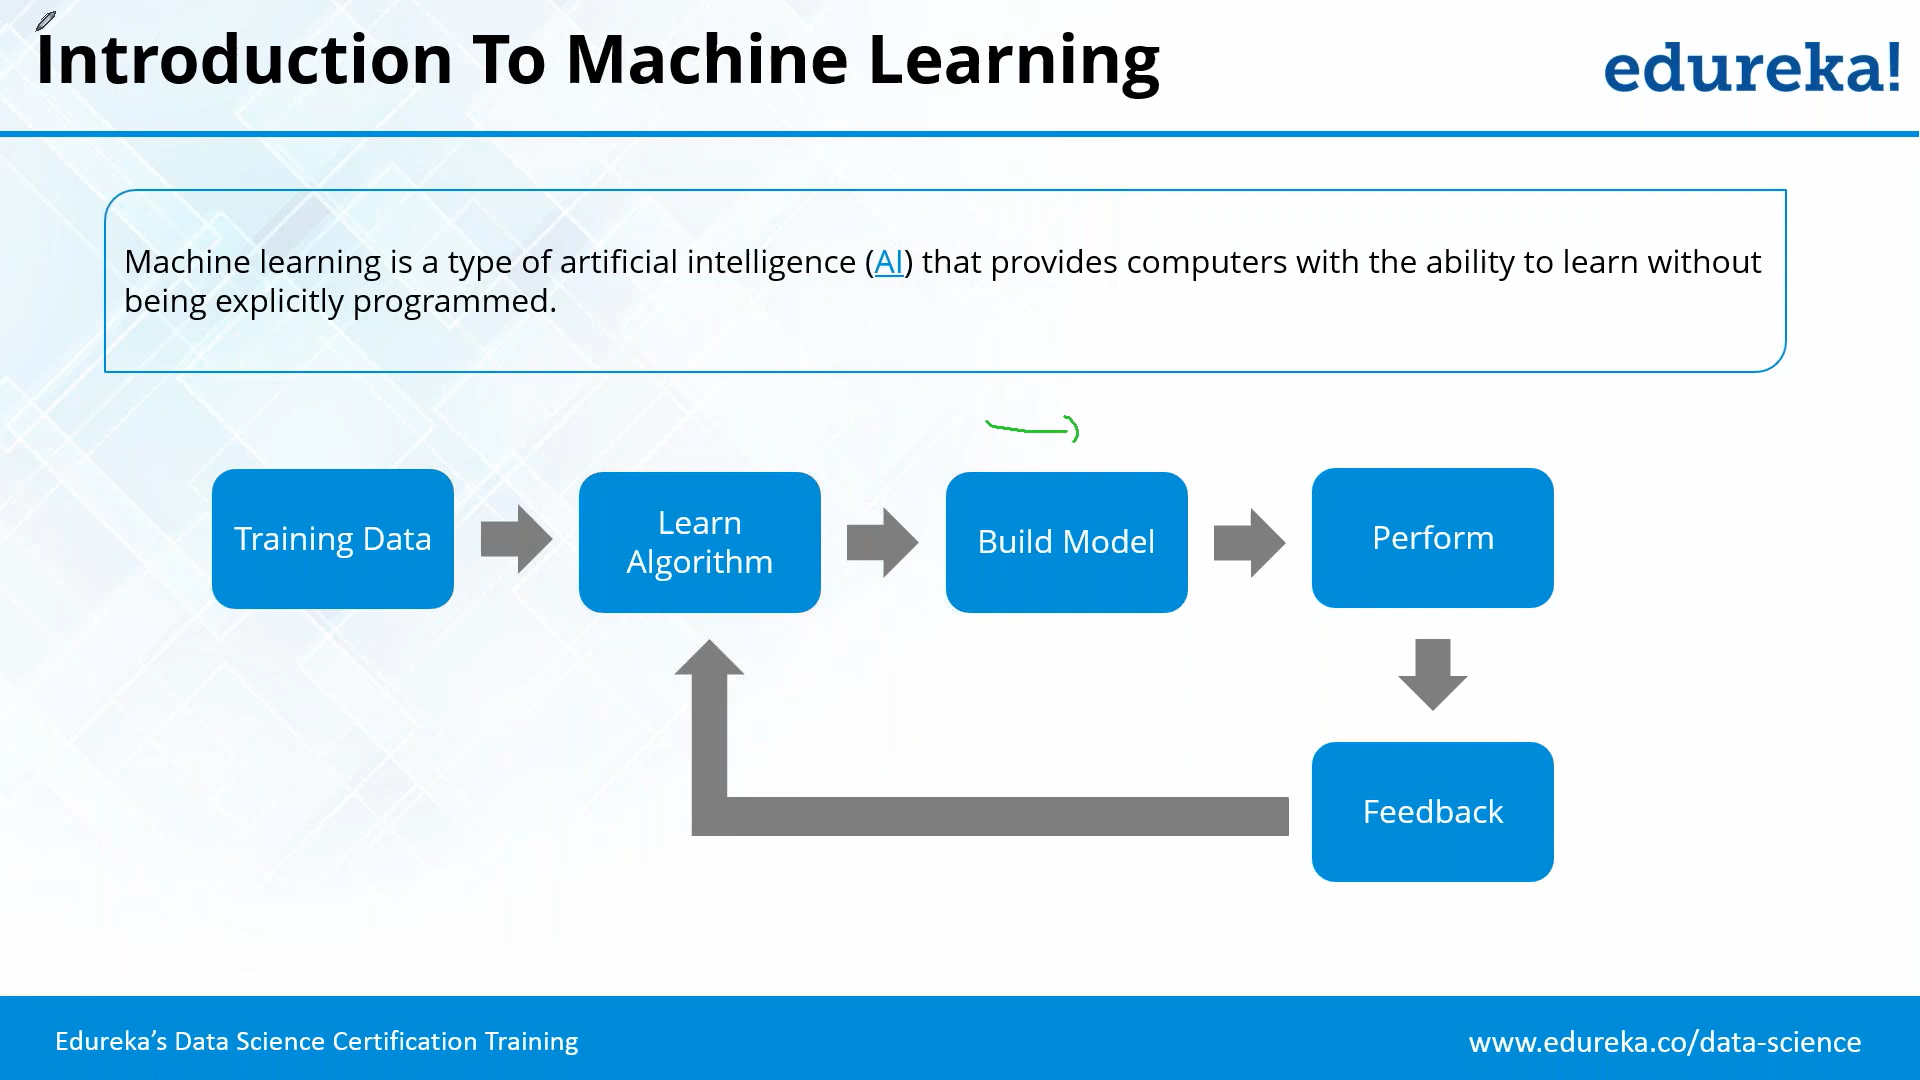 Introduction To Machine Learning
edureka!
Machine learning is a type of artificial intelligence (AI) that provides computers with the ability to learn without
being explicitly programmed.
Training Data
Learn
Algorithm
Build Model
Perform
Feedback
Edureka’s Data Science Certification Training
www.edureka.co/data-science